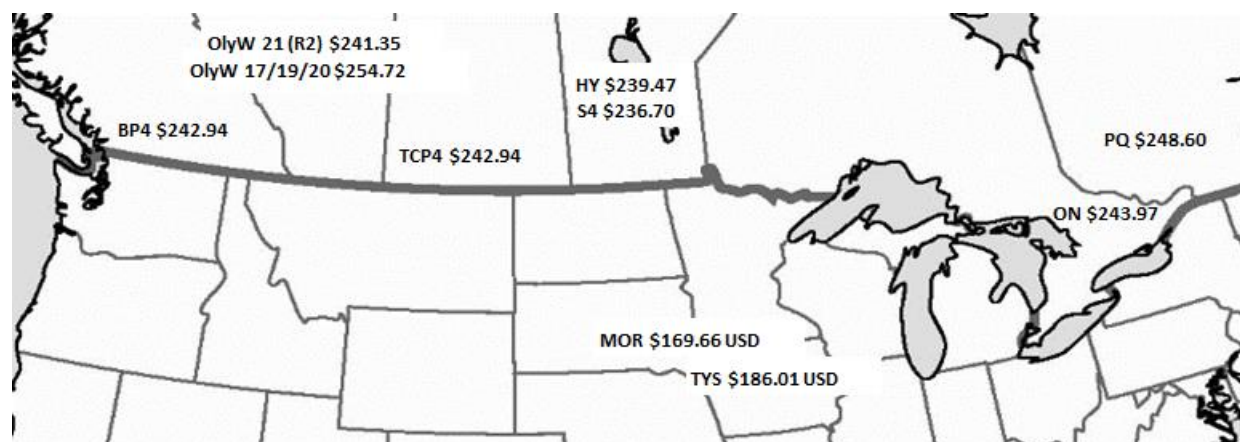 OlyW 21 (R2) $241.35
OlyW 17/19/20 $254.72
HY $239.47
S4 $236.70
BP4 $242.94
TCP4 $242.94
PQ $248.60
ON $243.97
MOR $169.66 USD
TYS $186.01 USD